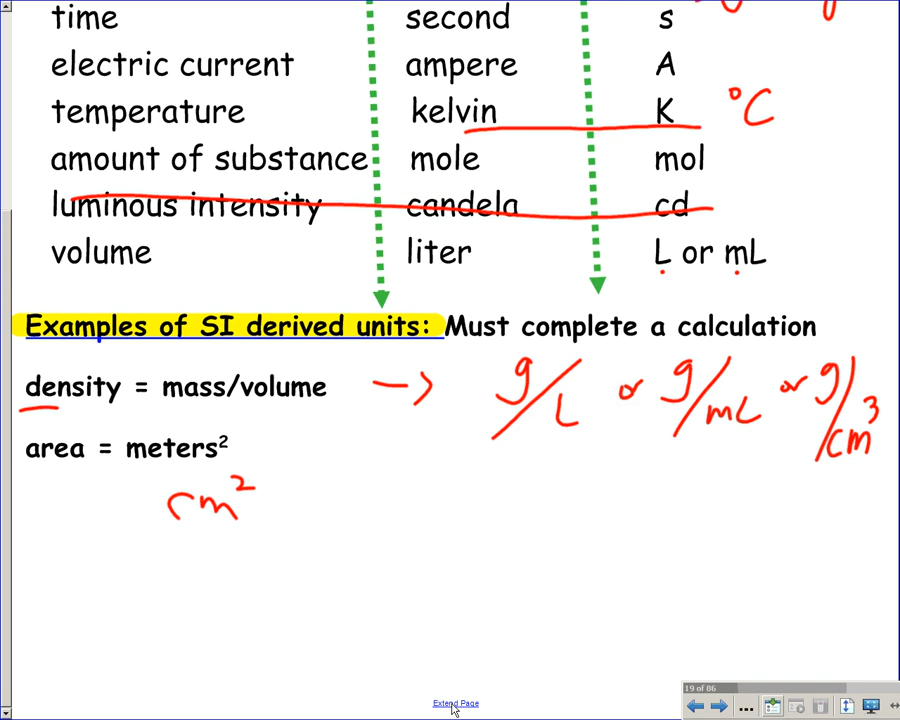 time second s
electric current ampere A
temperature kelvin K °C
amount of substance mole mol
luminous intensity candela cd
volume liter L or mL
Examples of SI derived units: Must complete a calculation
density = mass/volume → g/L or g/mL or g/cm³
area = meters²
cm²
Extend Page
19 of 86